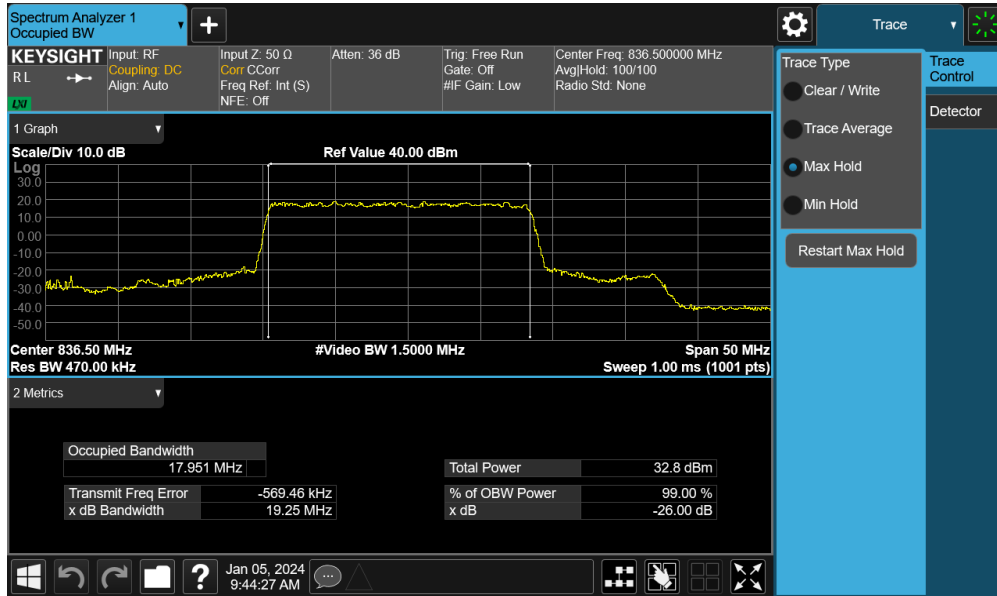 Spectrum Analyzer 1
Occupied BW
Trace
KEYSIGHT
R L
LXI
Input: RF
Coupling: DC
Align: Auto
Input Z: 50 Ω
Corr CCorr
Freq Ref: Int (S)
NFE: Off
Atten: 36 dB
Trig: Free Run
Gate: Off
#IF Gain: Low
Center Freq: 836.500000 MHz
Avg|Hold: 100/100
Radio Std: None
Trace Type
Clear / Write
Trace Average
Max Hold
Min Hold
Restart Max Hold
Trace
Control
Detector
1 Graph
Scale/Div 10.0 dB
Ref Value 40.00 dBm
Log
30.0
20.0
10.0
0.00
-10.0
-20.0
-30.0
-40.0
-50.0
Center 836.50 MHz
#Video BW 1.5000 MHz
Span 50 MHz
Res BW 470.00 kHz
Sweep 1.00 ms (1001 pts)
2 Metrics
Occupied Bandwidth
17.951 MHz
Total Power 32.8 dBm
Transmit Freq Error -569.46 kHz
% of OBW Power 99.00 %
x dB Bandwidth 19.25 MHz
x dB -26.00 dB
?
Jan 05, 2024
9:44:27 AM